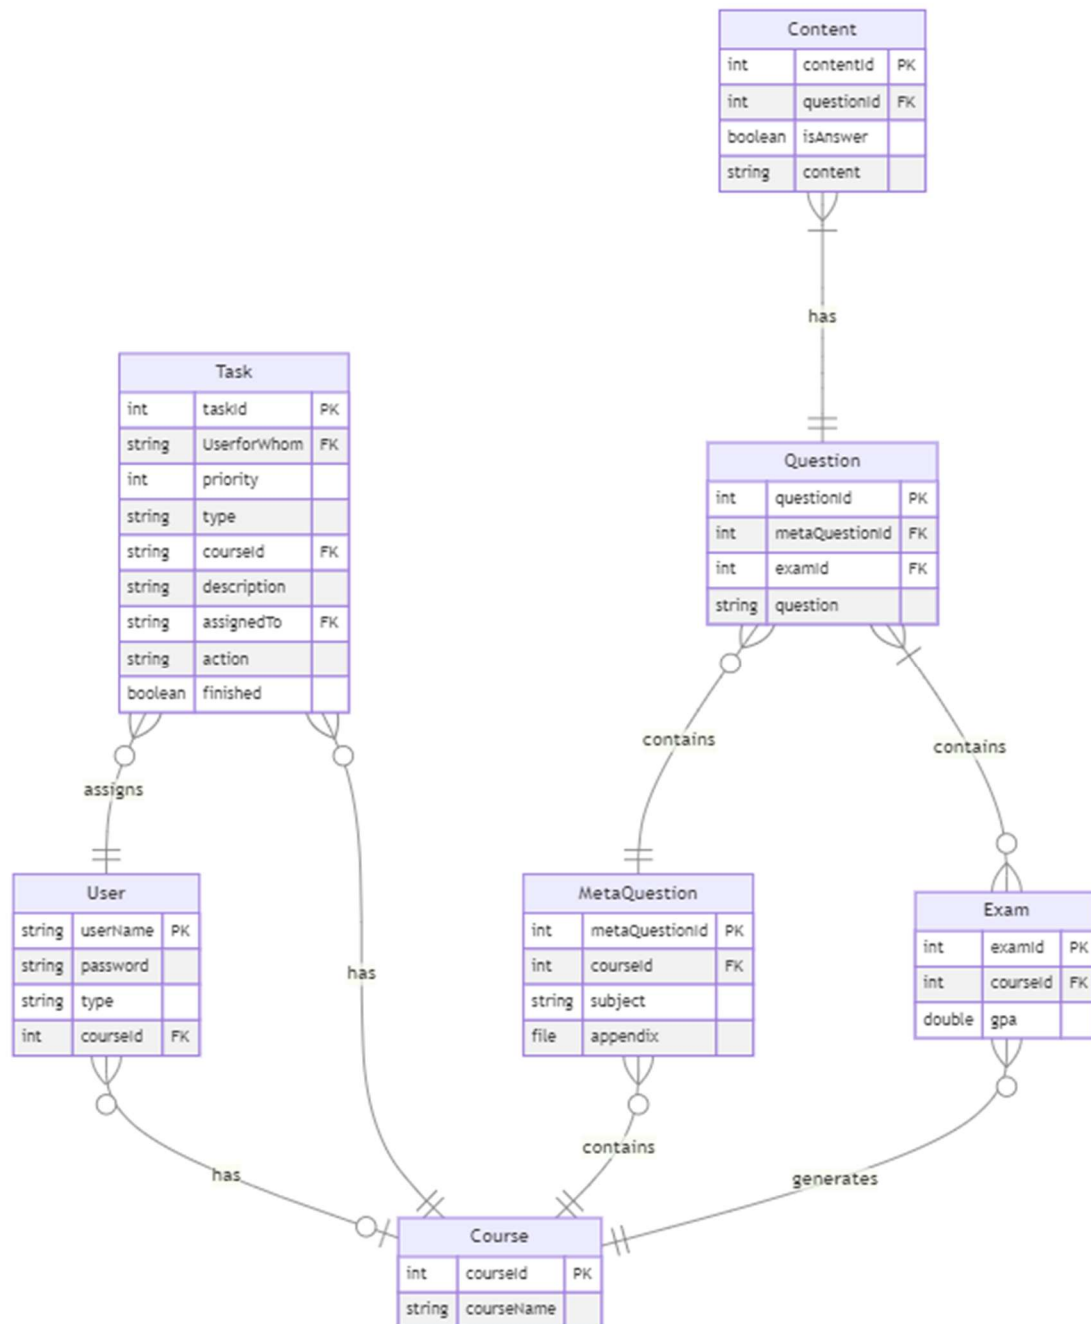 Content
int contentId PK
int questionId FK
boolean isAnswer
string content
has
Task
int taskId PK
string UserforWhom FK
int priority
string type
string courseId FK
string description
string assignedTo FK
string action
boolean finished
Question
int questionId PK
int metaQuestionId FK
int examId FK
string question
assigns
contains
contains
User
string userName PK
string password
string type
int courseId FK
has
MetaQuestion
int metaQuestionId PK
int courseId FK
string subject
file appendix
Exam
int examId PK
int courseId FK
double gpa
has
contains
generates
Course
int courseId PK
string courseName